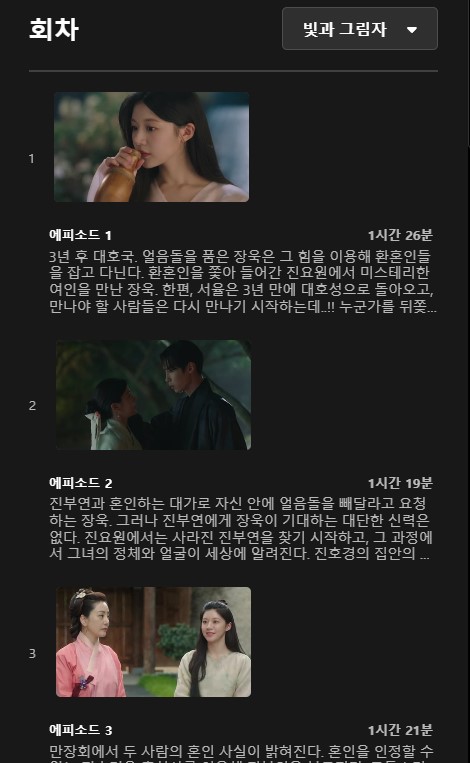 회차
빛과 그림자
1
에피소드 1
1시간 26분
3년 후 대호국. 얼음돌을 품은 장욱은 그 힘을 이용해 환혼인들
을 잡고 다닌다. 환혼인을 쫓아 들어간 진요원에서 미스테리한
여인을 만난 장욱. 한편, 서율은 3년 만에 대호성으로 돌아오고,
만나야 할 사람들은 다시 만나기 시작하는데..!! 누군가를 뒤쫓...
2
에피소드 2
1시간 19분
진부연과 혼인하는 대가로 자신 안에 얼음돌을 빼달라고 요청
하는 장욱. 그러나 진부연에게 장욱이 기대하는 대단한 신력은
없다. 진요원에서는 사라진 진부연을 찾기 시작하고, 그 과정에
서 그녀의 정체와 얼굴이 세상에 알려진다. 진호경의 집안의 ...
3
에피소드 3
1시간 21분
만장회에서 두 사람의 혼인 사실이 밝혀진다. 혼인을 인정할 수